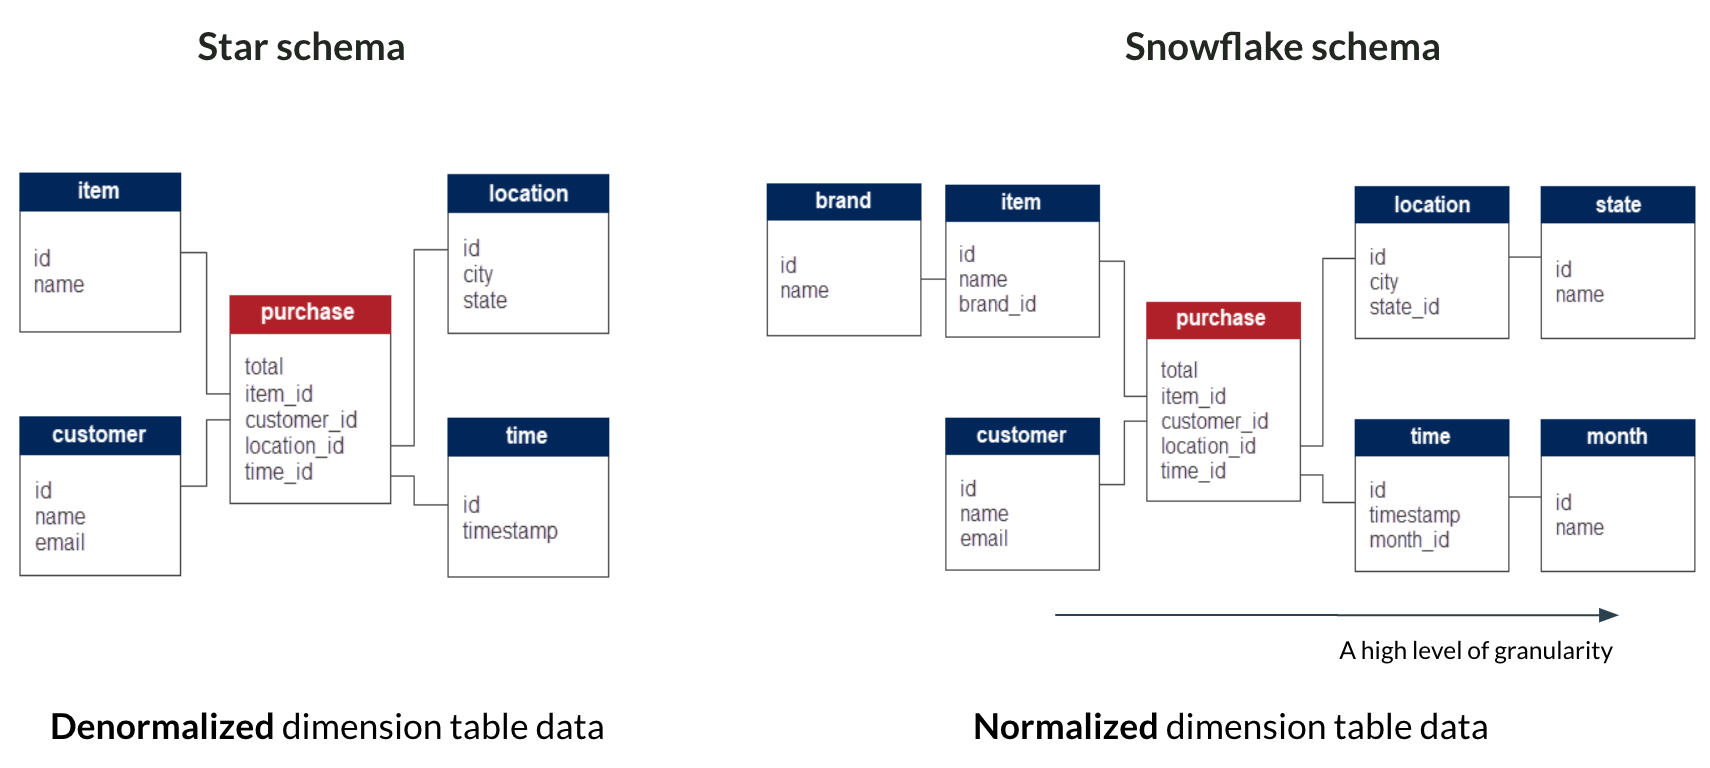 Star schema
item
id
name
customer
id
name
email
purchase
total
item_id
customer_id
location_id
time_id
location
id
city
state
time
id
timestamp
Denormalized dimension table data
Snowflake schema
brand
id
name
item
id
name
brand_id
customer
id
name
email
purchase
total
item_id
customer_id
location_id
time_id
location
id
city
state_id
state
id
name
time
id
timestamp
month_id
month
id
name
A high level of granularity
Normalized dimension table data